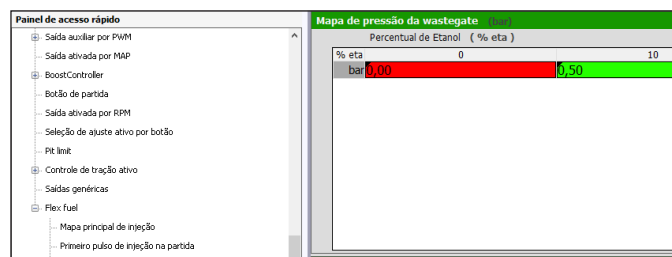 Painel de acesso rápido
Saída auxiliar por PWM
Saída ativada por MAP
BoostController
Botão de partida
Saída ativada por RPM
Seleção de ajuste ativo por botão
Pit limit
Controle de tração ativo
Saídas genéricas
Flex fuel
Mapa principal de injeção
Primeiro pulso de injeção na partida
Mapa de pressão da wastegate (bar)
Percentual de Etanol ( % eta )
% eta 0 10
bar 0,00 0,50